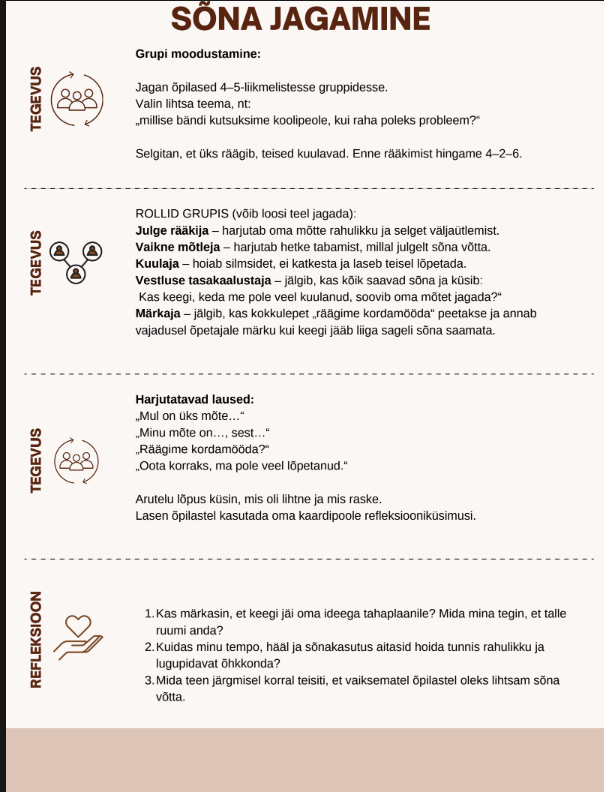 SÕNA JAGAMINE
TEGEVUS
Grupi moodustamine:
Jagan õpilased 4–5-liikmelistesse gruppidesse.
Valin lihtsa teema, nt:
„millise bändi kutsuksime koolipeole, kui raha poleks probleem?“
Selgitan, et üks räägib, teised kuulavad. Enne rääkimist hingame 4–2–6.
TEGEVUS
ROLLID GRUPIS (võib loosi teel jagada):
Julge rääkija – harjutab oma mõtte rahulikku ja selget väljaütlemist.
Vaikne mõtleja – harjutab hetke tabamist, millal julgelt sõna võtta.
Kuulaja – hoiab silmsidet, ei katkesta ja laseb teisel lõpetada.
Vestluse tasakaalustaja – jälgib, kas kõik saavad sõna ja küsib:
Kas keegi, keda me pole veel kuulanud, soovib oma mõtet jagada?“
Märkaja – jälgib, kas kokkulepet „räägime kordamööda“ peetakse ja annab
vajadusel õpetajale märku kui keegi jääb liiga sageli sõna saamata.
TEGEVUS
Harjutatavad laused:
„Mul on üks mõte…“
„Minu mõte on…, sest…“
„Räägime kordamööda?“
„Oota korraks, ma pole veel lõpetanud.“
Arutelu lõpus küsin, mis oli lihtne ja mis raske.
Lasen õpilastel kasutada oma kaardipoole refleksiooniküsimusi.
REFLEKSIOON
1. Kas märkasin, et keegi jäi oma ideega tahaplaanile? Mida mina tegin, et talle
ruumi anda?
2. Kuidas minu tempo, hääl ja sõnakasutus aitasid hoida tunnis rahulikku ja
lugupidavat õhkkonda?
3. Mida teen järgmisel korral teisiti, et vaiksematel õpilastel oleks lihtsam sõna
võtta.